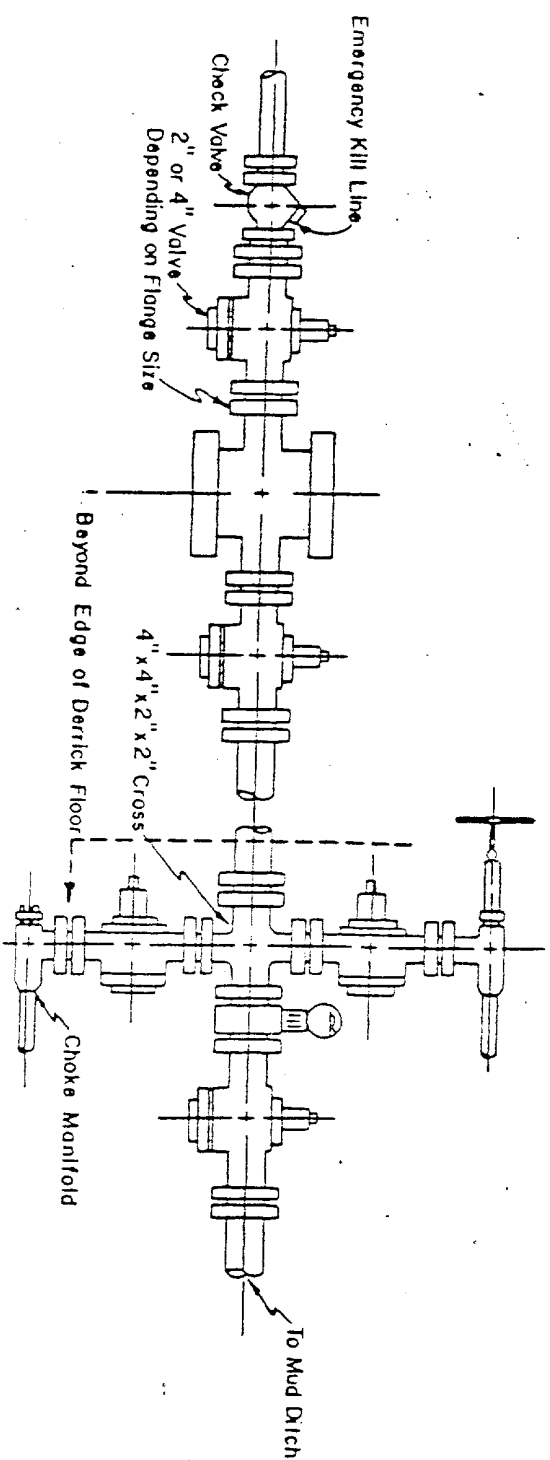 Emergency Kill Line
Check Valve
2" or 4" Valve
Depending on Flange Size
4"x4"x2"x2" Cross
Beyond Edge of Derrick Floor
Choke Manifold
To Mud Ditch